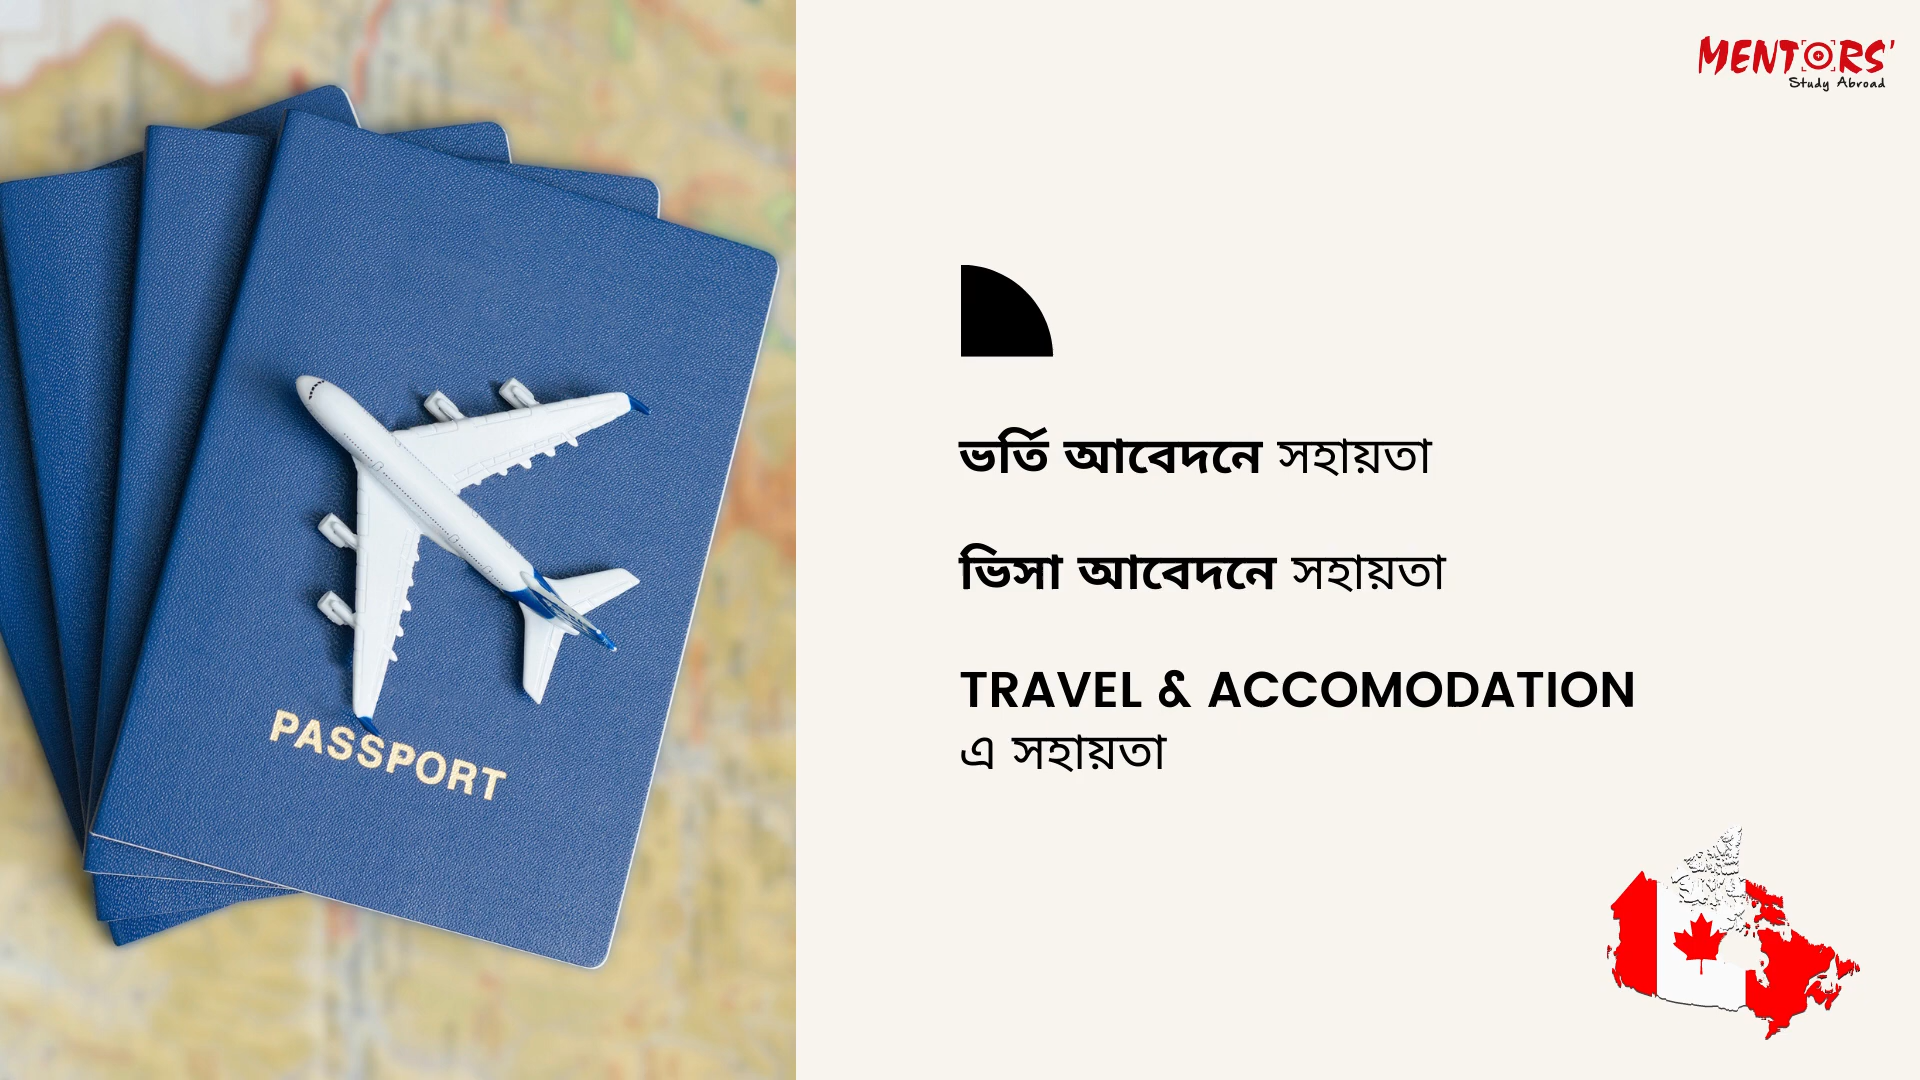 MENTORS'
Study Abroad
ভর্তি আবেদনে সহায়তা
ভিসা আবেদনে সহায়তা
TRAVEL & ACCOMODATION
এ সহায়তা
PASSPORT